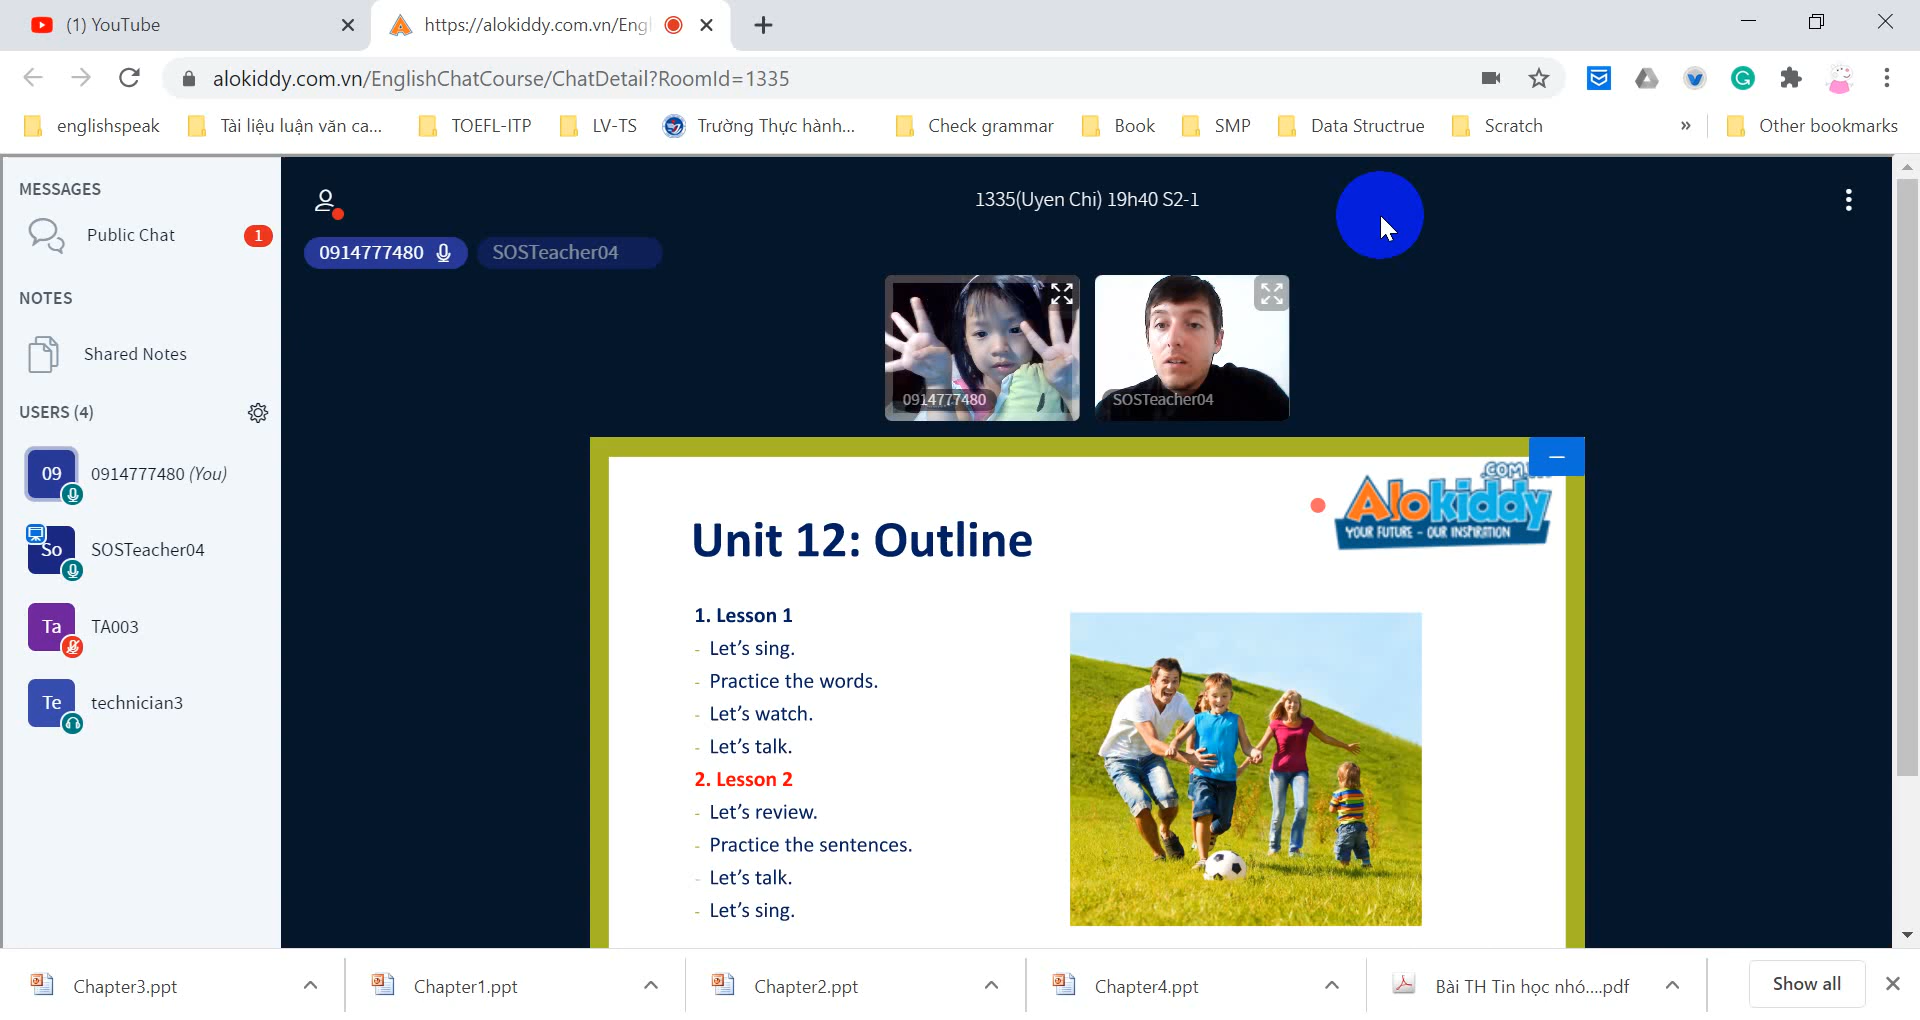 (1) YouTube
https://alokiddy.com.vn/Engl
alokiddy.com.vn/EnglishChatCourse/ChatDetail?RoomId=1335
englishspeak
Tài liệu luận văn ca...
TOEFL-ITP
LV-TS
Trường Thực hành...
Check grammar
Book
SMP
Data Structrue
Scratch
»
Other bookmarks
MESSAGES
Public Chat
1
NOTES
Shared Notes
USERS (4)
09
0914777480 (You)
So
SOSTeacher04
Ta
TA003
Te
technician3
1335(Uyen Chi) 19h40 S2-1
0914777480
SOSTeacher04
0914777480
SOSTeacher04
Alokiddy
YOUR FUTURE - OUR INSPIRATION
Unit 12: Outline
1. Lesson 1
- Let's sing.
- Practice the words.
- Let's watch.
- Let's talk.
2. Lesson 2
- Let's review.
- Practice the sentences.
- Let's talk.
- Let's sing.
Chapter3.ppt
Chapter1.ppt
Chapter2.ppt
Chapter4.ppt
Bài TH Tin học nhó....pdf
Show all